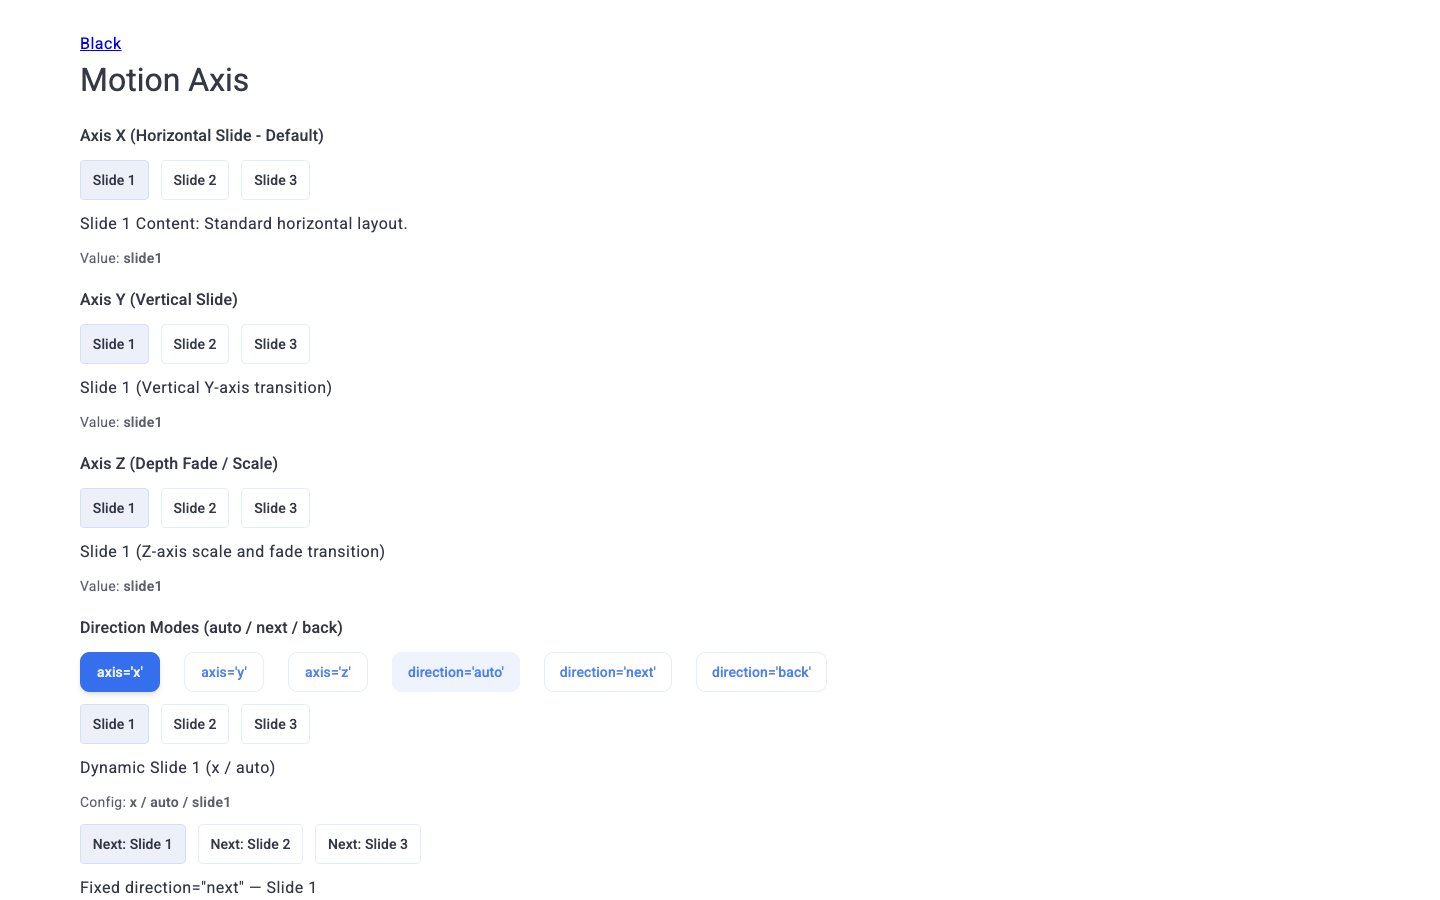 Black
Motion Axis
Axis X (Horizontal Slide - Default)
Slide 1 Slide 2 Slide 3
Slide 1 Content: Standard horizontal layout.
Value: slide1
Axis Y (Vertical Slide)
Slide 1 Slide 2 Slide 3
Slide 1 (Vertical Y-axis transition)
Value: slide1
Axis Z (Depth Fade / Scale)
Slide 1 Slide 2 Slide 3
Slide 1 (Z-axis scale and fade transition)
Value: slide1
Direction Modes (auto / next / back)
axis='x' axis='y' axis='z' direction='auto' direction='next' direction='back'
Slide 1 Slide 2 Slide 3
Dynamic Slide 1 (x / auto)
Config: x / auto / slide1
Next: Slide 1 Next: Slide 2 Next: Slide 3
Fixed direction="next" — Slide 1